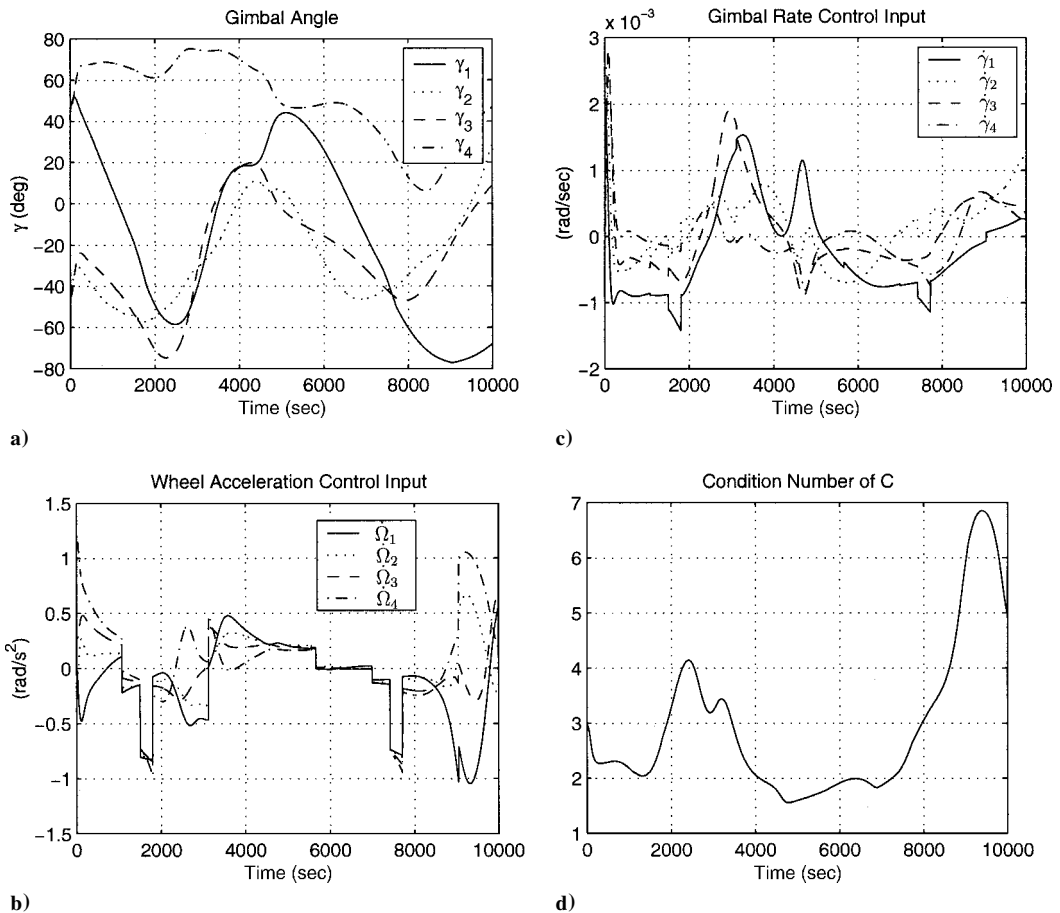 Gimbal Angle
80
60
40
20
0
−20
−40
−60
−80
γ (deg)
γ1
γ2
γ3
γ4
0 2000 4000 6000 8000 10000
Time (sec)
a)
Gimbal Rate Control Input
x 10−3
3
2
1
0
−1
−2
(rad/sec)
γ̇1
γ̇2
γ̇3
γ̇4
0 2000 4000 6000 8000 10000
Time (sec)
c)
Wheel Acceleration Control Input
1.5
1
0.5
0
−0.5
−1
−1.5
(rad/s2)
Ω̇1
Ω̇2
Ω̇3
Ω̇4
0 2000 4000 6000 8000 10000
Time (sec)
b)
Condition Number of C
7
6
5
4
3
2
1
0 2000 4000 6000 8000 10000
Time (sec)
d)